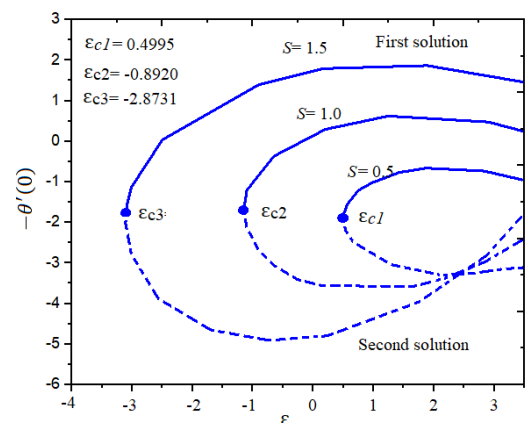 εc1= 0.4995
εc2= -0.8920
εc3= -2.8731
S= 1.5
First solution
S= 1.0
S= 0.5
εc3=
εc2
εc1
Second solution
−θ′(0)
3
2
1
0
-1
-2
-3
-4
-5
-6
-4
-3
-2
-1
0
1
2
3
ε